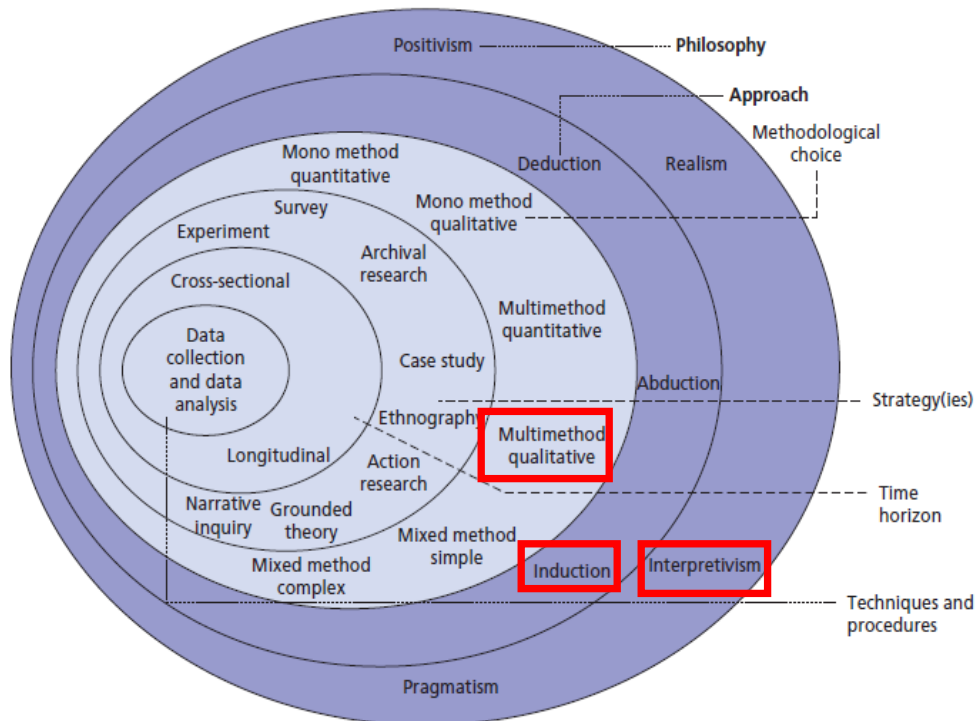 Positivism
Philosophy
Approach
Methodological
choice
Mono method
quantitative
Deduction
Realism
Mono method
qualitative
Survey
Experiment
Archival
research
Cross-sectional
Multimethod
quantitative
Data
collection
and data
analysis
Case study
Abduction
Strategy(ies)
Ethnography
Multimethod
qualitative
Longitudinal
Action
research
Time
horizon
Narrative
inquiry
Grounded
theory
Mixed method
simple
Mixed method
complex
Induction
Interpretivism
Techniques and
procedures
Pragmatism